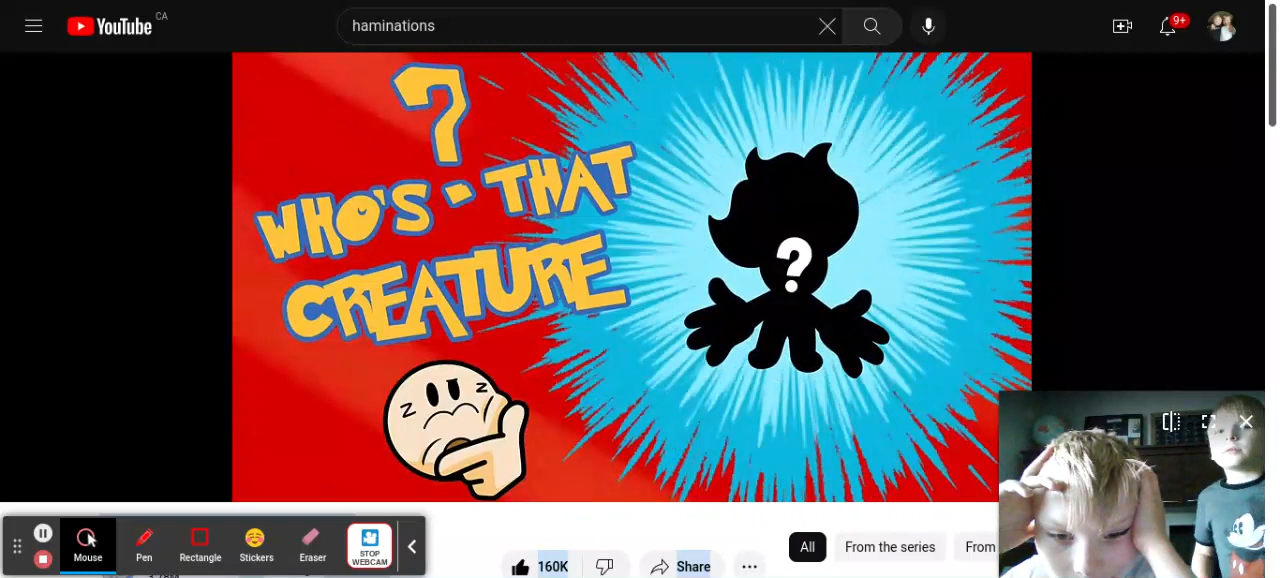 YouTube CA
haminations
9+
?
WHO'S - THAT
CREATURE
?
z z
Mouse
Pen
Rectangle
Stickers
Eraser
STOP
WEBCAM
160K
Share
All
From the series
From